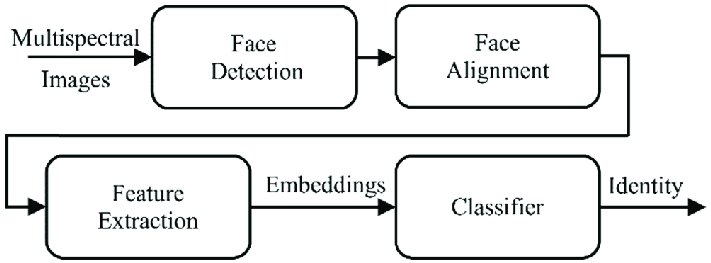 Multispectral
Images
Face
Detection
Face
Alignment
Feature
Extraction
Embeddings
Classifier
Identity